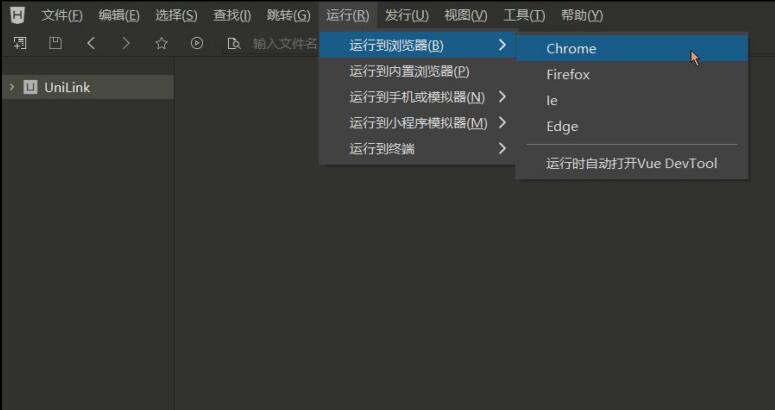 文件(F) 编辑(E) 选择(S) 查找(I) 跳转(G) 运行(R) 发行(U) 视图(V) 工具(T) 帮助(Y)
输入文件名
运行到浏览器(B)
运行到内置浏览器(P)
运行到手机或模拟器(N)
运行到小程序模拟器(M)
运行到终端
Chrome
Firefox
Ie
Edge
运行时自动打开Vue DevTool
UniLink